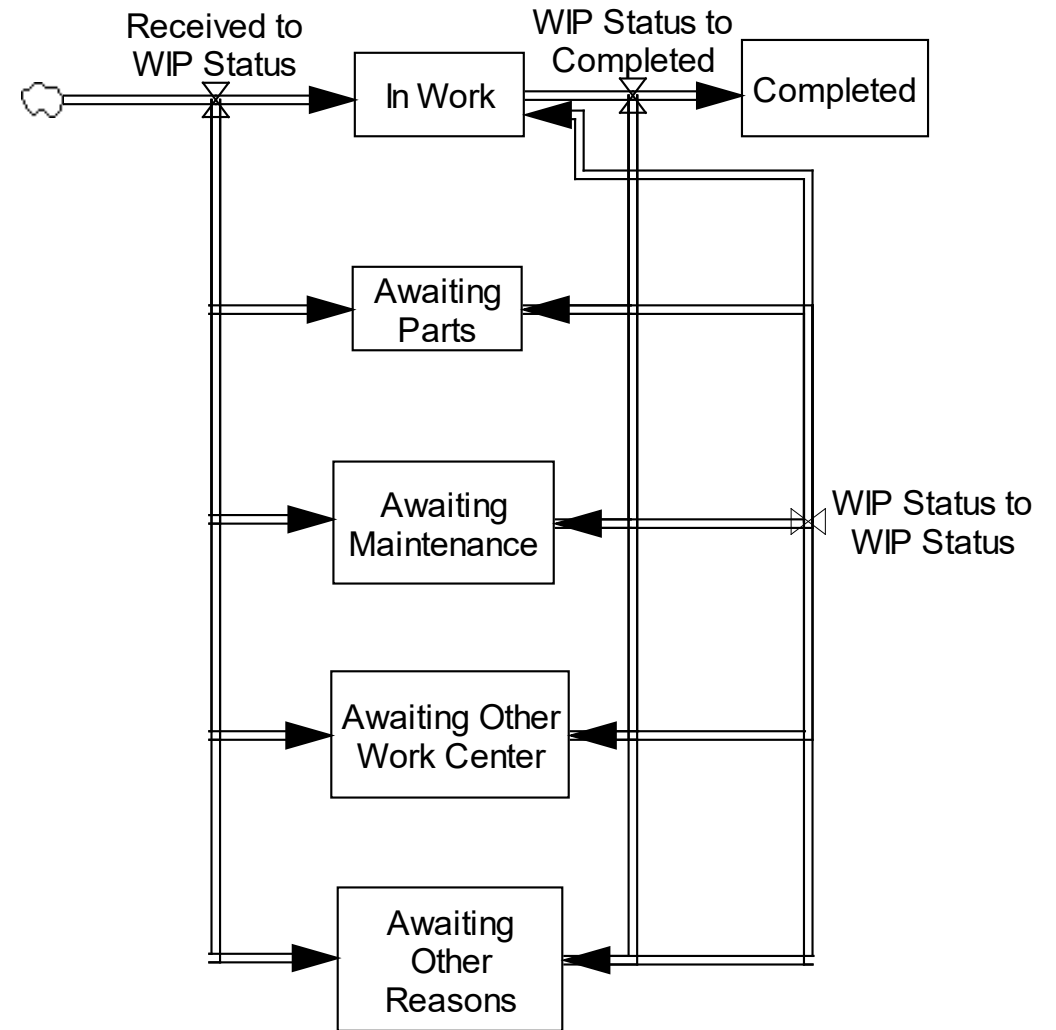 Received to
WIP Status
WIP Status to
Completed
In Work
Completed
Awaiting
Parts
Awaiting
Maintenance
WIP Status to
WIP Status
Awaiting Other
Work Center
Awaiting
Other
Reasons